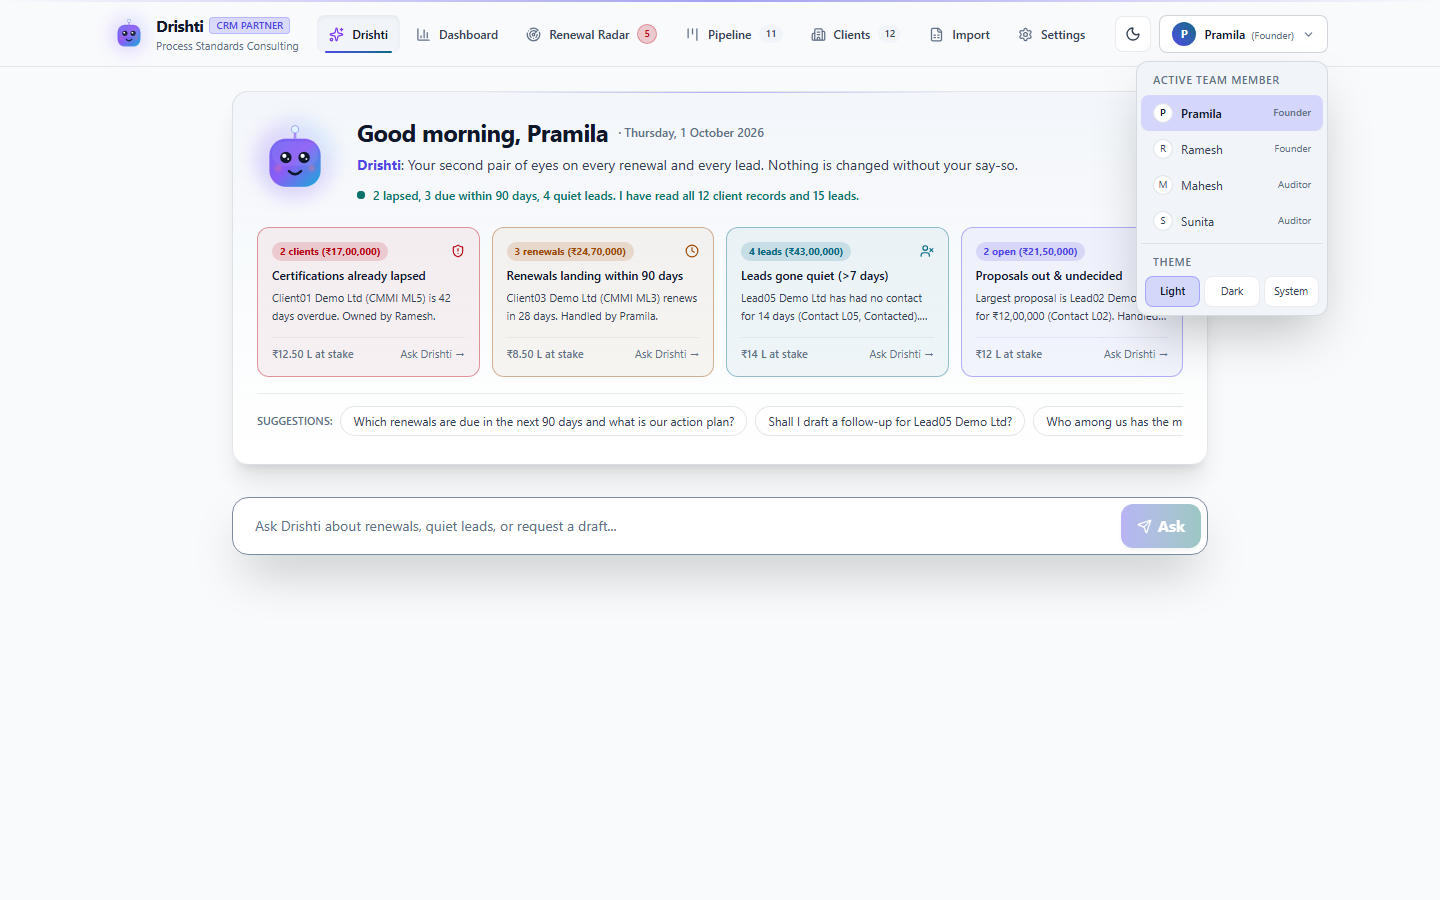 Drishti CRM PARTNER
Process Standards Consulting
Drishti
Dashboard
Renewal Radar 5
Pipeline 11
Clients 12
Import
Settings
P Pramila (Founder)
ACTIVE TEAM MEMBER
P Pramila Founder
R Ramesh Founder
M Mahesh Auditor
S Sunita Auditor
THEME
Light Dark System
Good morning, Pramila · Thursday, 1 October 2026
Drishti: Your second pair of eyes on every renewal and every lead. Nothing is changed without your say-so.
2 lapsed, 3 due within 90 days, 4 quiet leads. I have read all 12 client records and 15 leads.
2 clients (₹17,00,000)
Certifications already lapsed
Client01 Demo Ltd (CMMI ML5) is 42
days overdue. Owned by Ramesh.
₹12.50 L at stake Ask Drishti →
3 renewals (₹24,70,000)
Renewals landing within 90 days
Client03 Demo Ltd (CMMI ML3) renews
in 28 days. Handled by Pramila.
₹8.50 L at stake Ask Drishti →
4 leads (₹43,00,000)
Leads gone quiet (>7 days)
Lead05 Demo Ltd has had no contact
for 14 days (Contact L05, Contacted)....
₹14 L at stake Ask Drishti →
2 open (₹21,50,000)
Proposals out & undecided
Largest proposal is Lead02 Demo
for ₹12,00,000 (Contact L02). Handled...
₹12 L at stake Ask Drishti →
SUGGESTIONS: Which renewals are due in the next 90 days and what is our action plan? Shall I draft a follow-up for Lead05 Demo Ltd? Who among us has the m
Ask Drishti about renewals, quiet leads, or request a draft...
Ask